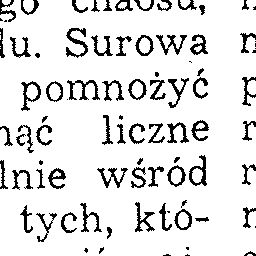 go chaosu,
du. Surowa
pomnożyć
nąć liczne
lnie wśród
tych, któ-